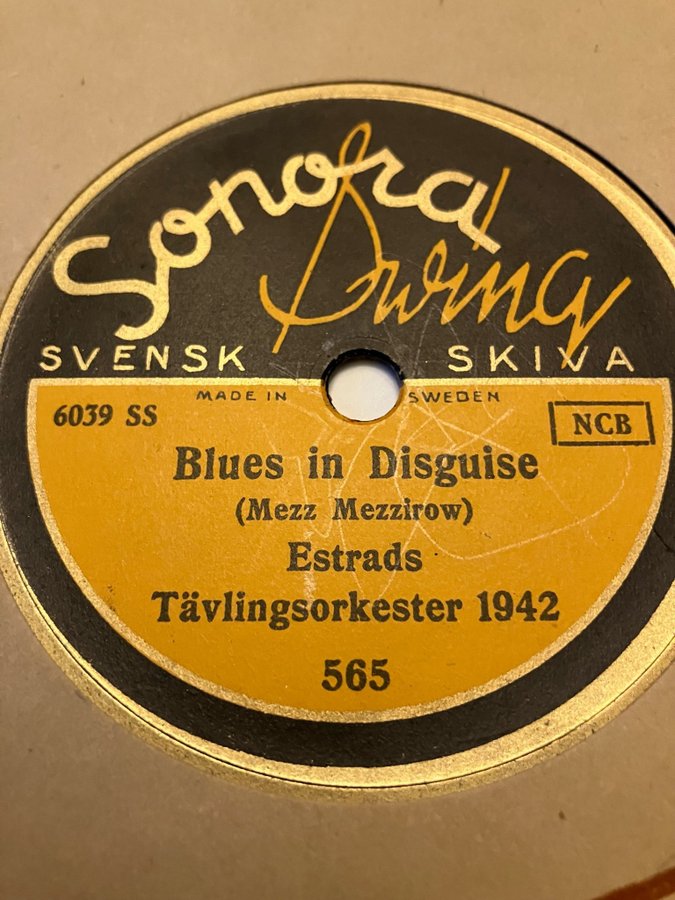 Sonora
Swing
SVENSK SKIVA
MADE IN SWEDEN
6039 SS
NCB
Blues in Disguise
(Mezz Mezzirow)
Estrads
Tävlingsorkester 1942
565